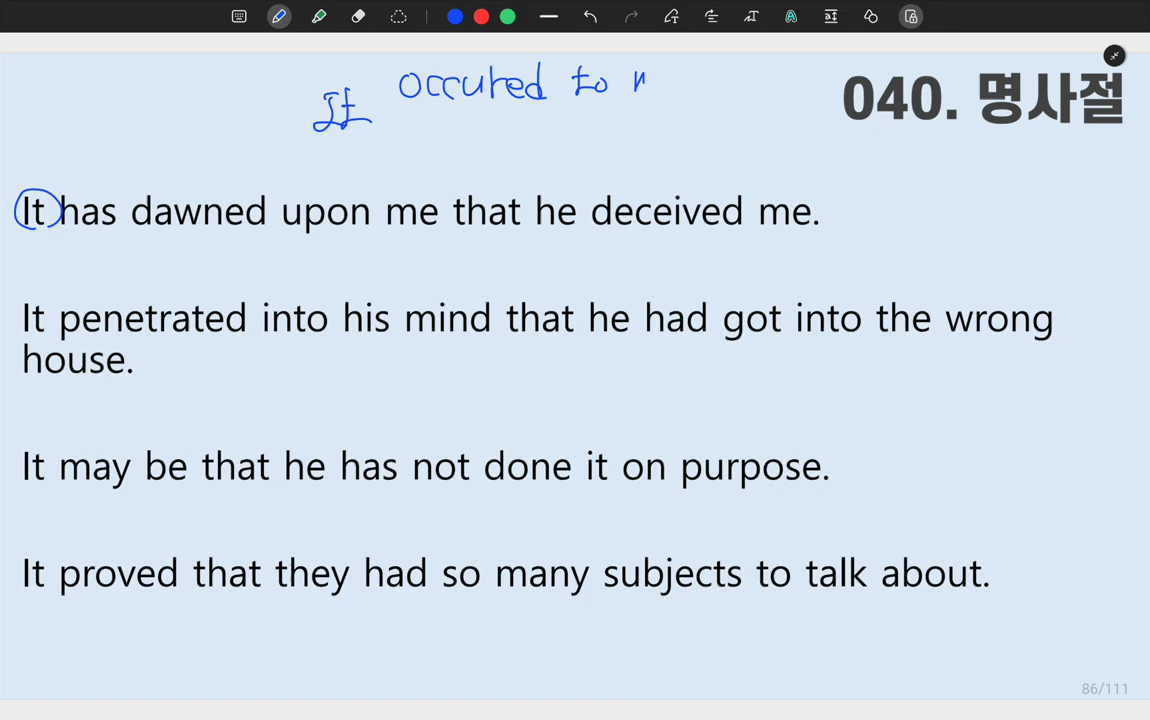 It occured to
040. 명사절
It has dawned upon me that he deceived me.
It penetrated into his mind that he had got into the wrong
house.
It may be that he has not done it on purpose.
It proved that they had so many subjects to talk about.
86/111